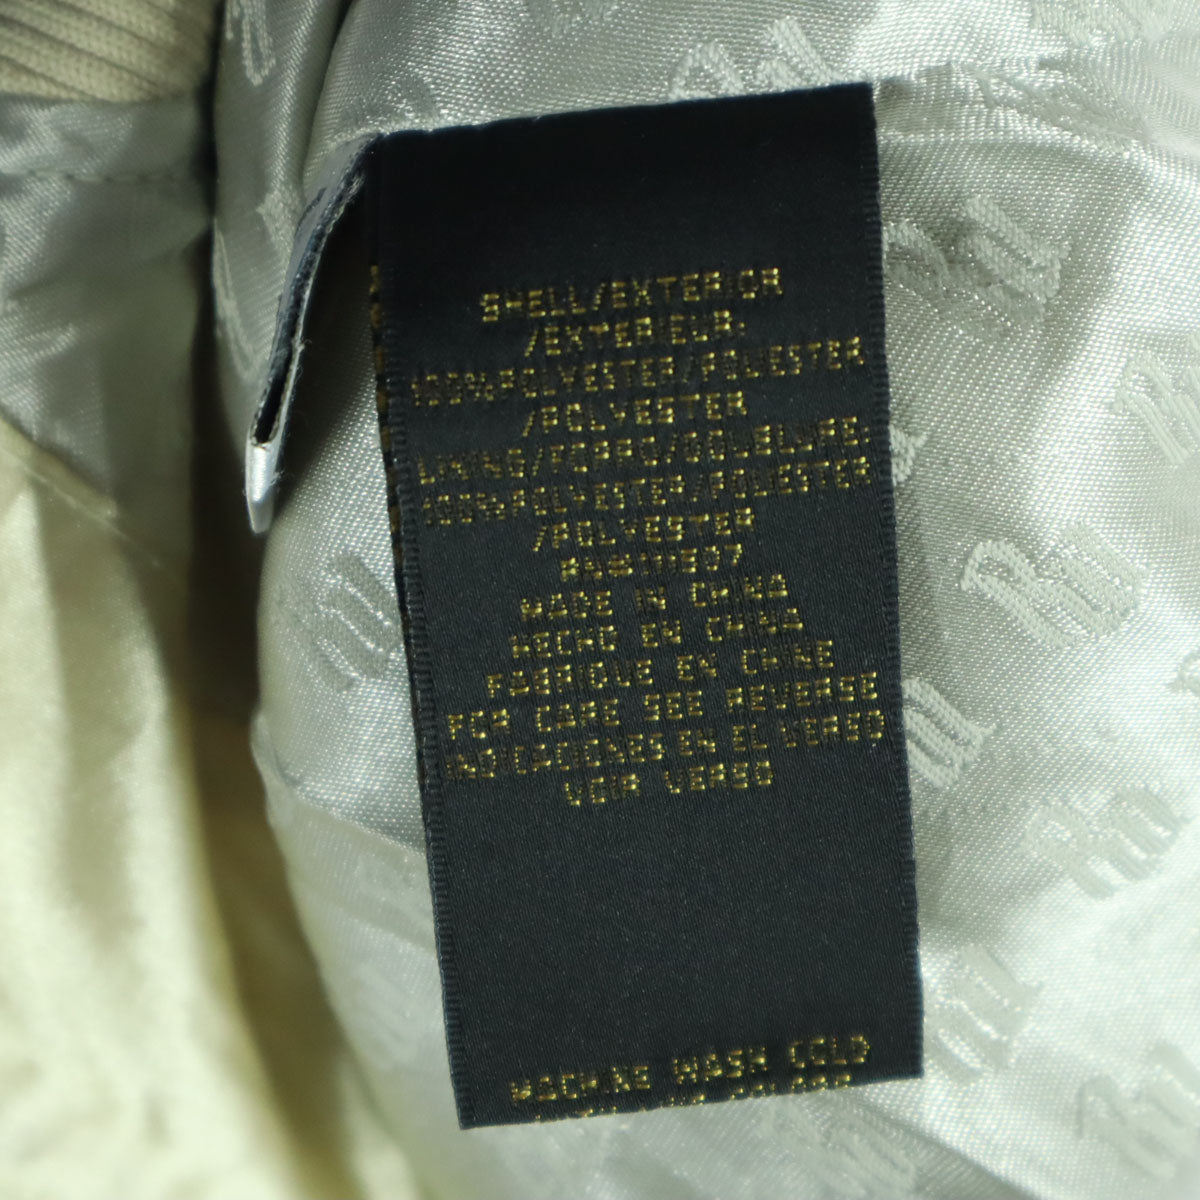 SHELL/EXTERIOR
/EXTERIEUR:
100%POLYESTER/POLIESTER
/POLYESTER
LINING/FORRO/DOUBLURE:
100%POLYESTER/POLIESTER
/POLYESTER
MADE IN CHINA
HECHO EN CHINA
FABRIQUE EN CHINE
FOR CARE SEE REVERSE
INDICACIONES EN EL VERSO
VOIR VERSO
MACHINE WASH COLD